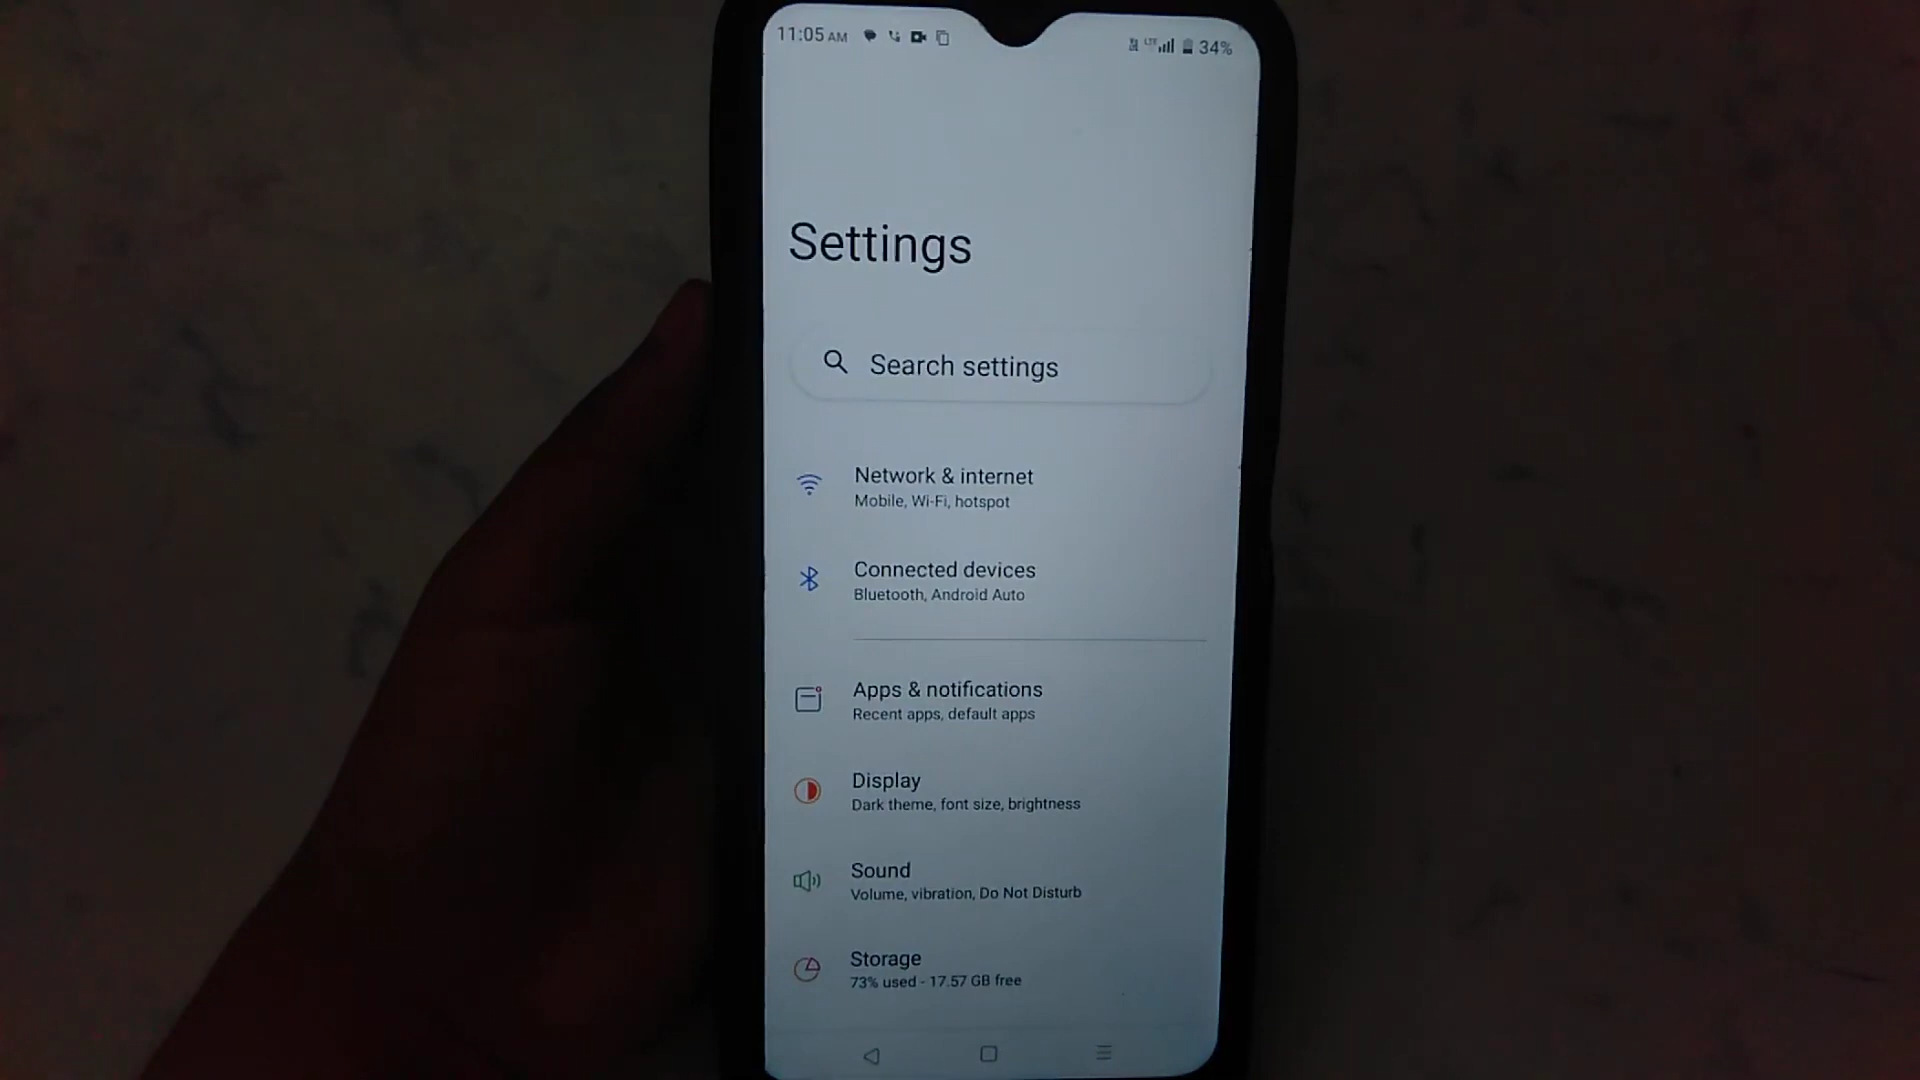 11:05 AM
LTE 34%
Settings
Search settings
Network & internet
Mobile, Wi-Fi, hotspot
Connected devices
Bluetooth, Android Auto
Apps & notifications
Recent apps, default apps
Display
Dark theme, font size, brightness
Sound
Volume, vibration, Do Not Disturb
Storage
73% used - 17.57 GB free